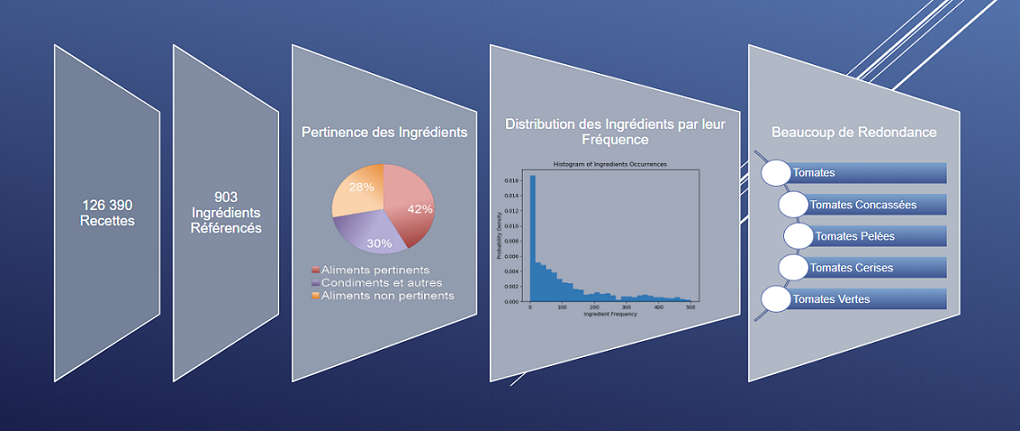 126 390
Recettes
903
Ingrédients
Référencés
Pertinence des Ingrédients
28%
42%
30%
Aliments pertinents
Condiments et autres
Aliments non pertinents
Distribution des Ingrédients par leur
Fréquence
Histogram of Ingredients Occurrences
Probability Density
0.016
0.014
0.012
0.010
0.008
0.006
0.004
0.002
0.000
0 100 200 300 400 500
Ingredient Frequency
Beaucoup de Redondance
Tomates
Tomates Concassées
Tomates Pelées
Tomates Cerises
Tomates Vertes